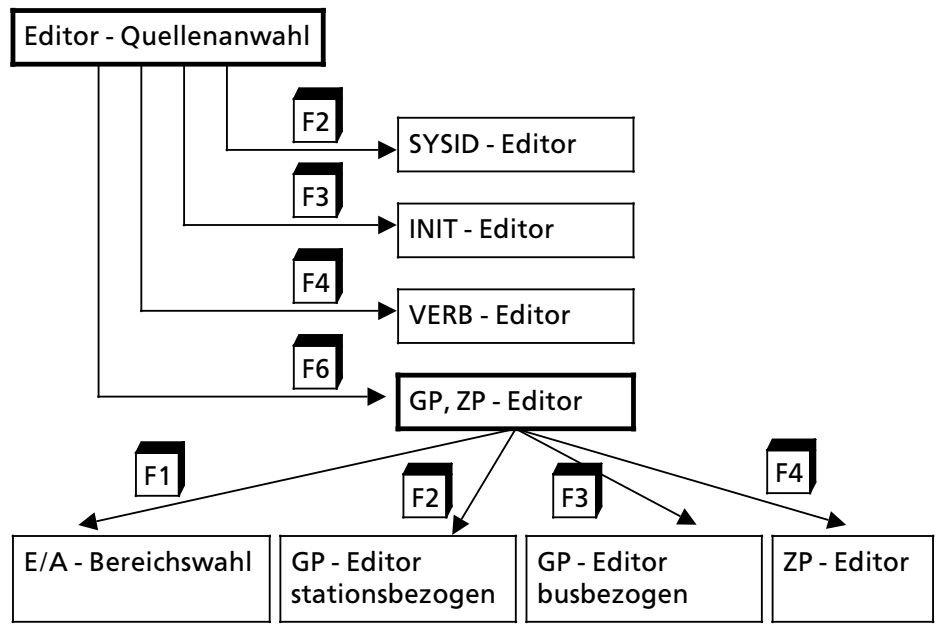 Editor - Quellenanwahl
F2
SYSID - Editor
F3
INIT - Editor
F4
VERB - Editor
F6
GP, ZP - Editor
F1
F2
F3
F4
E/A - Bereichswahl
GP - Editor
stationsbezogen
GP - Editor
busbezogen
ZP - Editor